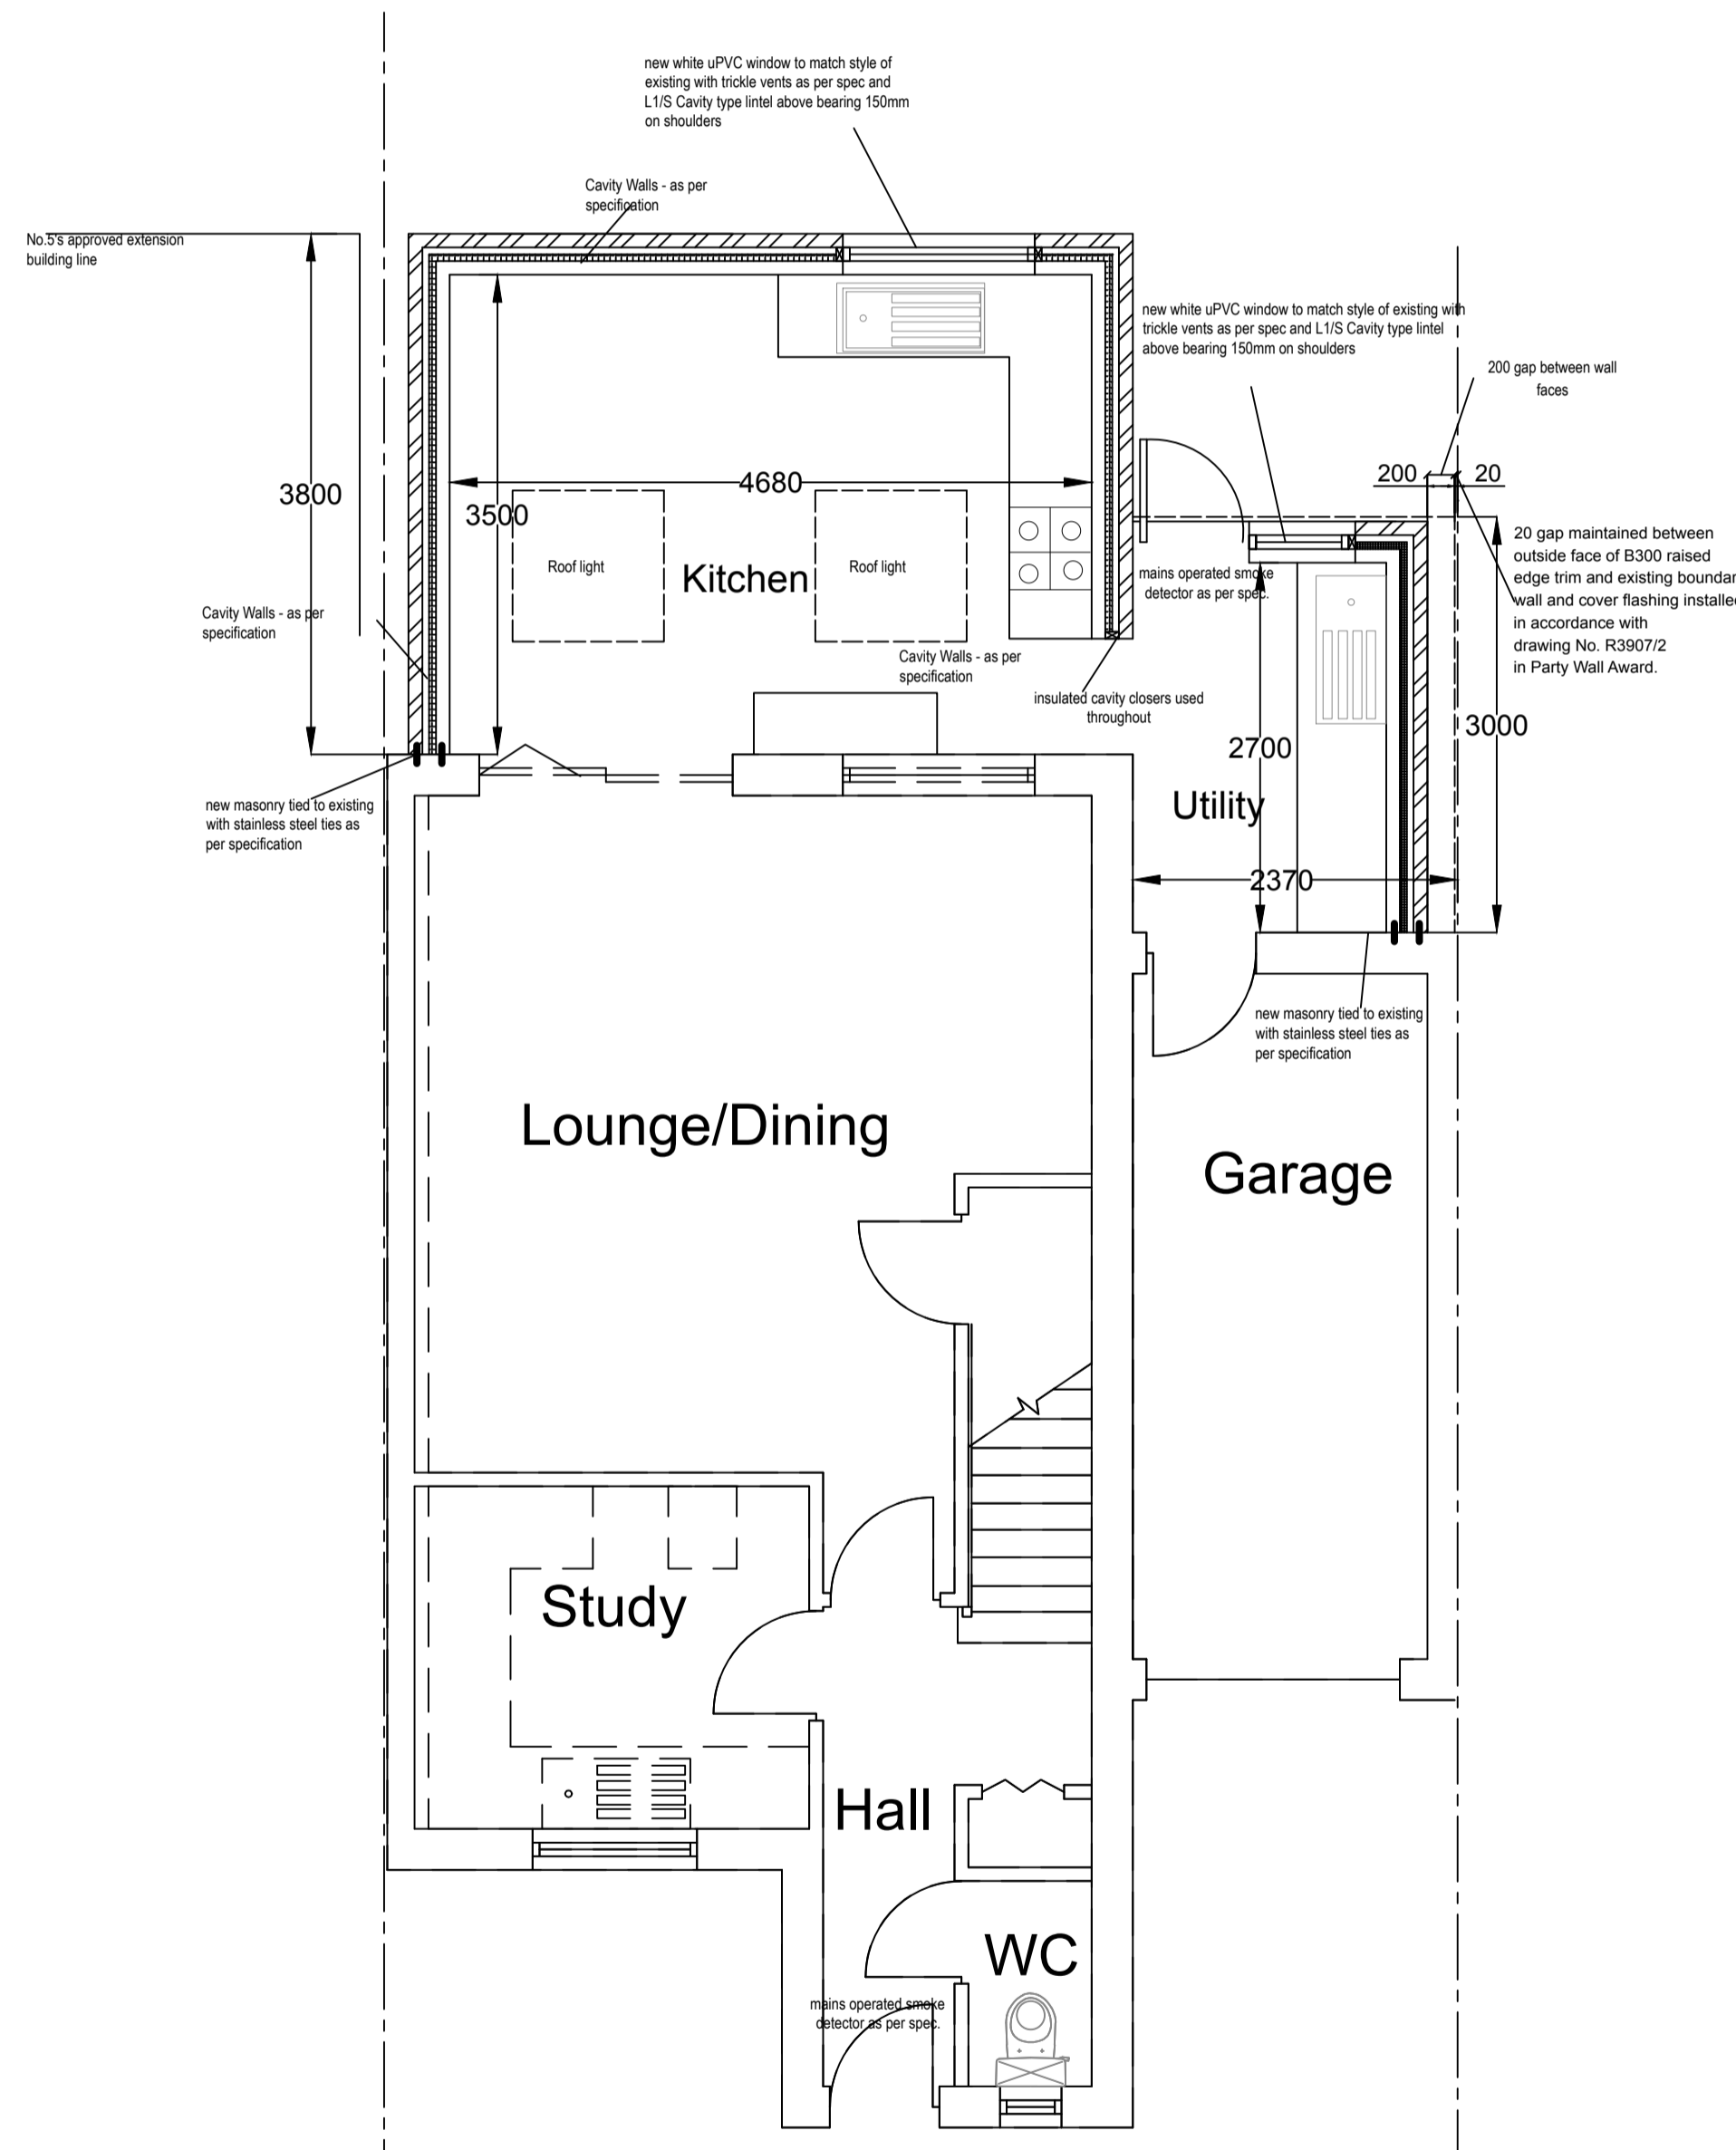 new white uPVC window to match style of
existing with trickle vents as per spec and
L1/S Cavity type lintel above bearing 150mm
on shoulders
Cavity Walls - as per
specification
No.5's approved extension
building line
new white uPVC window to match style of existing with
trickle vents as per spec and L1/S Cavity type lintel
above bearing 150mm on shoulders
200 gap between wall
faces
3800
3500
4680
200
20
Roof light
Kitchen
Roof light
mains operated smoke
detector as per spec.
20 gap maintained between
outside face of B300 raised
edge trim and existing boundar
wall and cover flashing installe
in accordance with
drawing No. R3907/2
in Party Wall Award.
Cavity Walls - as per
specification
Cavity Walls - as per
specification
insulated cavity closers used
throughout
3000
2700
Utility
new masonry tied to existing
with stainless steel ties as
per specification
2370
new masonry tied to existing
with stainless steel ties as
per specification
Lounge/Dining
Garage
Study
Hall
WC
mains operated smoke
detector as per spec.